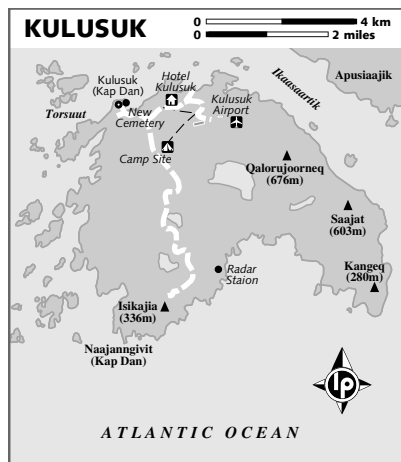 KULUSUK
0 4 km
0 2 miles
Kulusuk
(Kap Dan)
Hotel
Kulusuk
Ikaasaartik
Apusiaajik
Torsuut
New
Cemetery
Kulusuk
Airport
Camp Site
Qalorujoorneq
(676m)
Saajat
(603m)
Kangeq
(280m)
Radar
Staion
Isikajia
(336m)
Naajanngivit
(Kap Dan)
lp
ATLANTIC OCEAN